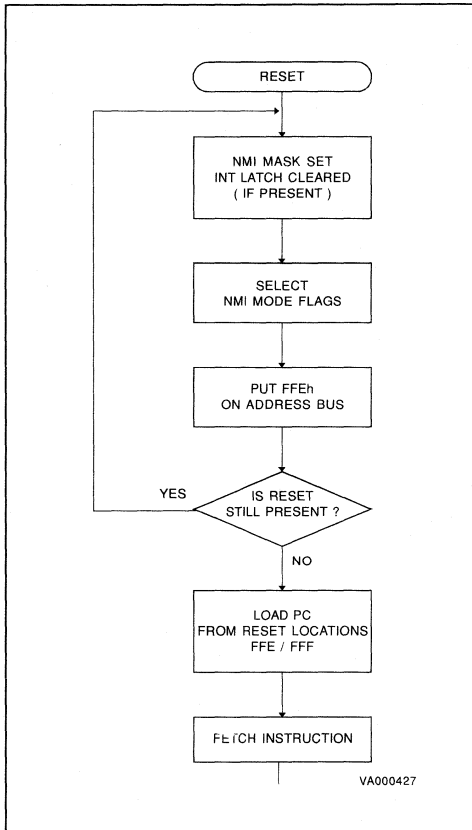 RESET
NMI MASK SET
INT LATCH CLEARED
( IF PRESENT )
SELECT
NMI MODE FLAGS
PUT FFEh
ON ADDRESS BUS
YES
IS RESET
STILL PRESENT ?
NO
LOAD PC
FROM RESET LOCATIONS
FFE / FFF
FETCH INSTRUCTION
VA000427